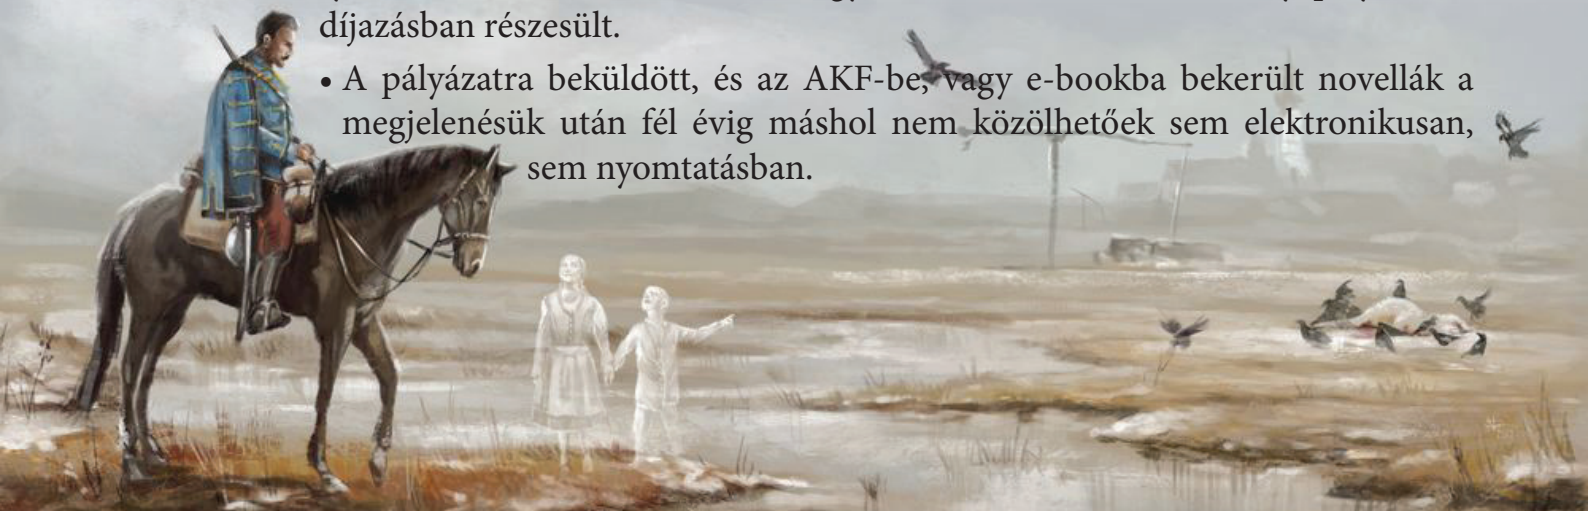 díjazásban részesült.
• A pályázatra beküldött, és az AKF-be, vagy e-bookba bekerült novellák a
megjelenésük után fél évig máshol nem közölhetőek sem elektronikusan,
sem nyomtatásban.